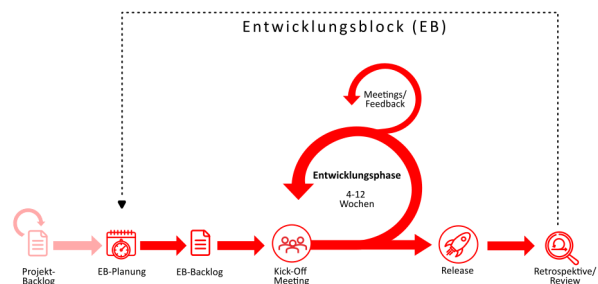 Entwicklungsblock (EB)
Meetings/
Feedback
Entwicklungsphase
4-12
Wochen
Projekt-
Backlog
EB-Planung
EB-Backlog
Kick-Off
Meeting
Release
Retrospektive/
Review